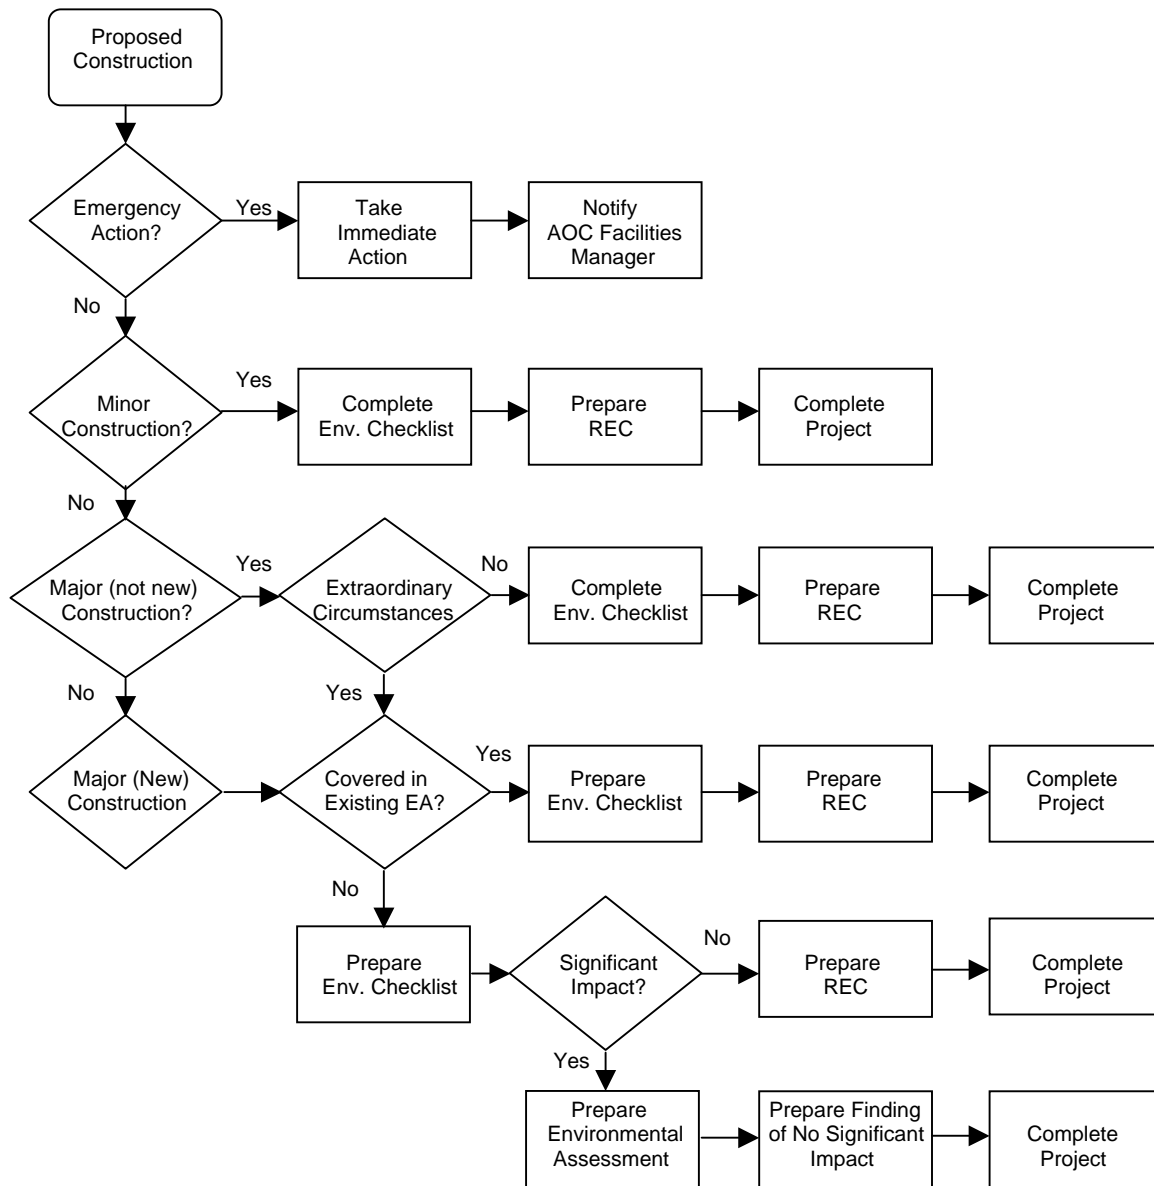 Proposed
Construction
Emergency
Action?
Yes
Take
Immediate
Action
Notify
AOC Facilities
Manager
No
Minor
Construction?
Yes
Complete
Env. Checklist
Prepare
REC
Complete
Project
No
Major (not new)
Construction?
Yes
Extraordinary
Circumstances
No
Complete
Env. Checklist
Prepare
REC
Complete
Project
No
Yes
Major (New)
Construction
Covered in
Existing EA?
Yes
Prepare
Env. Checklist
Prepare
REC
Complete
Project
No
Prepare
Env. Checklist
Significant
Impact?
No
Prepare
REC
Complete
Project
Yes
Prepare
Environmental
Assessment
Prepare Finding
of No Significant
Impact
Complete
Project